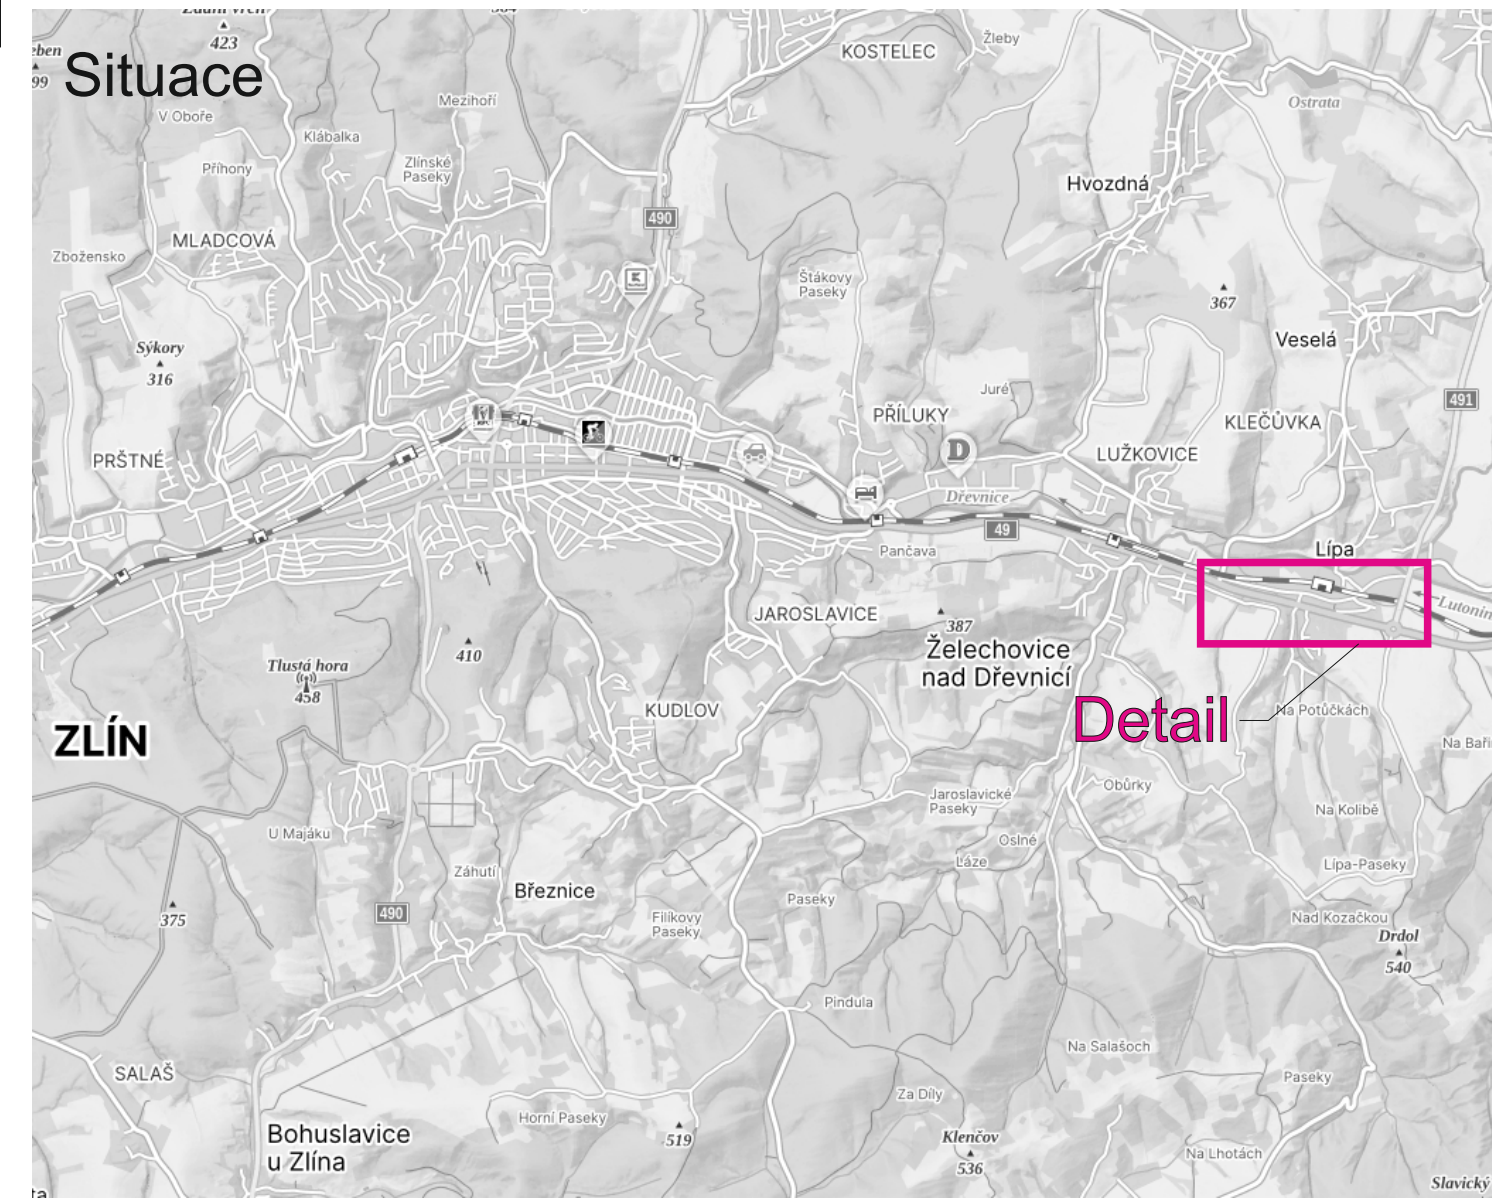 Zadní vrch
423
99
Situace
KOSTELEC
Žleby
Ostrata
V Oboře
Mezihoří
Klábalka
Příhony
Zlínské
Paseky
Hvozdná
490
MLADCOVÁ
Zbožensko
Štákovy
Paseky
367
Veselá
Sýkory
316
Juré
491
PŘÍLUKY
KLEČŮVKA
PRŠTNÉ
D
LUŽKOVICE
Dřevnice
49
Pančava
Lípa
JAROSLAVICE
387
Želechovice
nad Dřevnicí
410
Tlustá hora
458
ZLÍN
KUDLOV
Detail
Na Potůčkách
Obůrky
Jaroslavické
Paseky
Na Kolibě
U Majáku
Oslné
Láze
Lípa-Paseky
Záhutí
Březnice
Paseky
375
490
Filíkovy
Paseky
Nad Kozačkou
Drdol
540
Pindula
Na Salašoch
SALAŠ
Paseky
Za Díly
Horní Paseky
519
Bohuslavice
u Zlína
Klenčov
536
Na Lhotách
Slavický